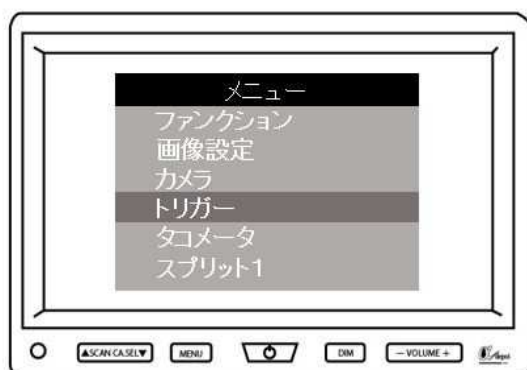 メニュー
ファンクション
画像設定
カメラ
トリガー
タコメータ
スプリット1
▲SCAN CA.SEL▼ MENU DIM − VOLUME +